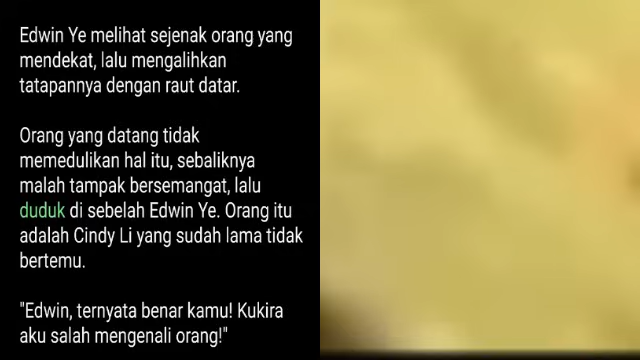 Edwin Ye melihat sejenak orang yang
mendekat, lalu mengalihkan
tatapannya dengan raut datar.
Orang yang datang tidak
memedulikan hal itu, sebaliknya
malah tampak bersemangat, lalu
duduk di sebelah Edwin Ye. Orang itu
adalah Cindy Li yang sudah lama tidak
bertemu.
"Edwin, ternyata benar kamu! Kukira
aku salah mengenali orang!"